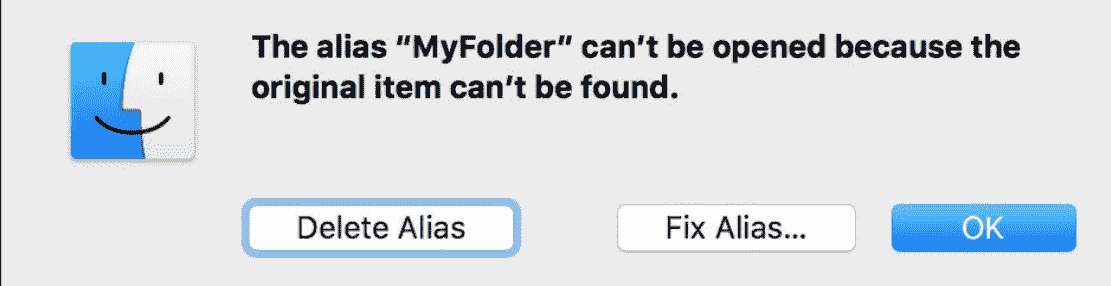 The alias “MyFolder” can’t be opened because the
original item can’t be found.
Delete Alias
Fix Alias...
OK